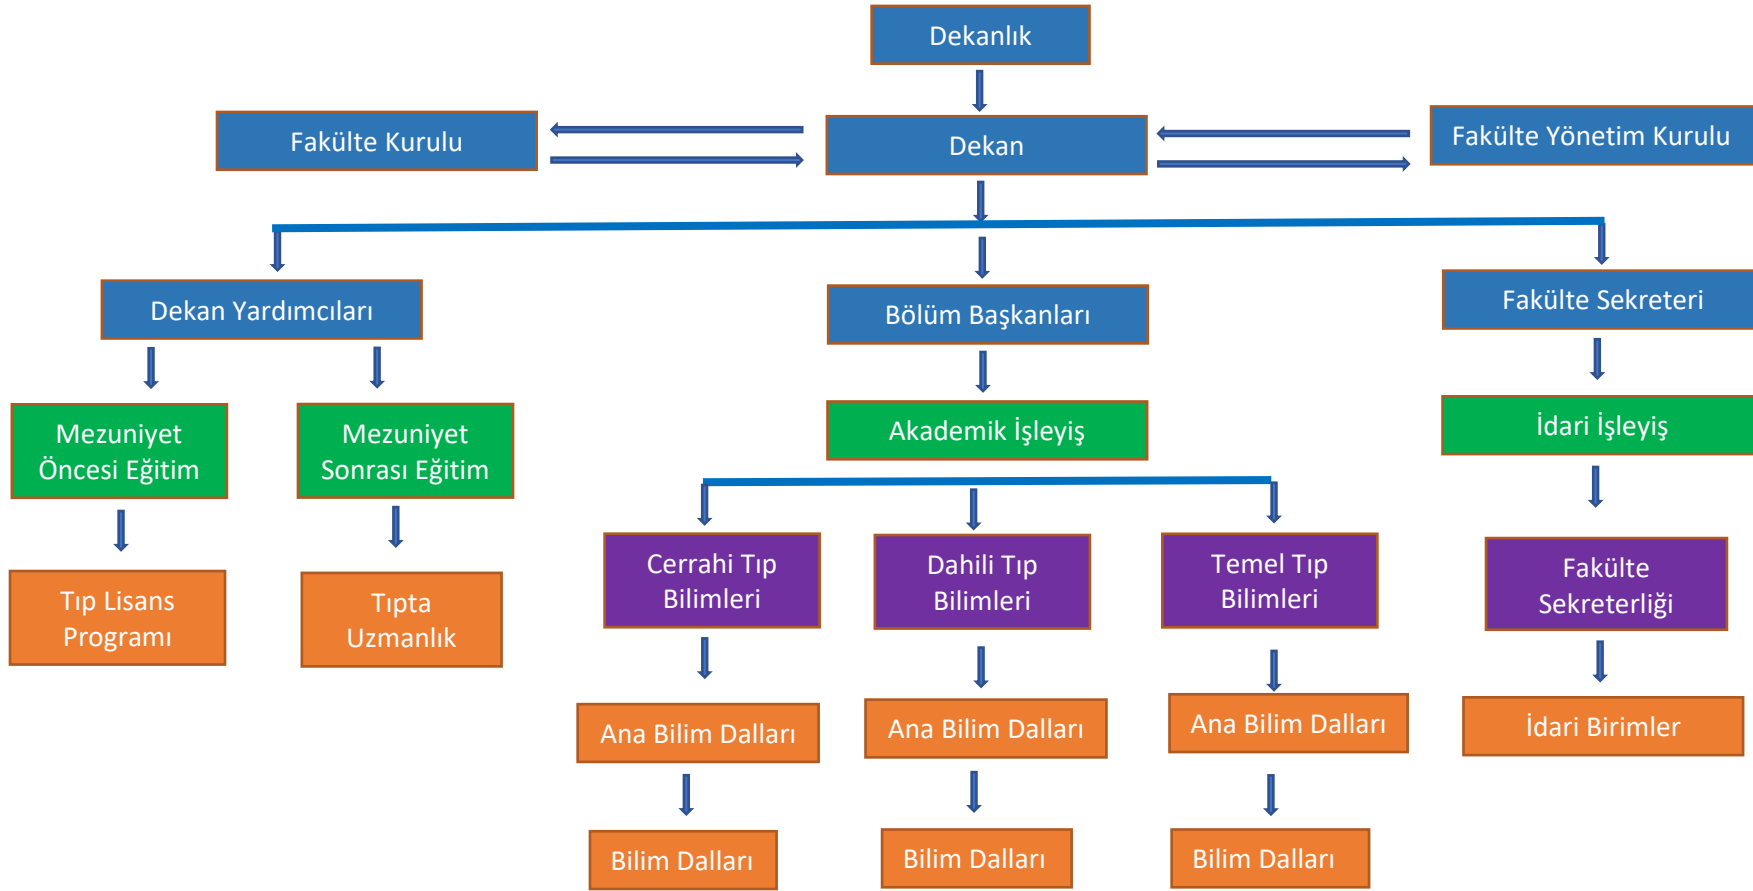 Dekanlık
Fakülte Kurulu
Dekan
Fakülte Yönetim Kurulu
Dekan Yardımcıları
Bölüm Başkanları
Fakülte Sekreteri
Mezuniyet
Öncesi Eğitim
Mezuniyet
Sonrası Eğitim
Akademik İşleyiş
İdari İşleyiş
Tıp Lisans
Programı
Tıpta
Uzmanlık
Cerrahi Tıp
Bilimleri
Dahili Tıp
Bilimleri
Temel Tıp
Bilimleri
Fakülte
Sekreterliği
Ana Bilim Dalları
Ana Bilim Dalları
Ana Bilim Dalları
İdari Birimler
Bilim Dalları
Bilim Dalları
Bilim Dalları